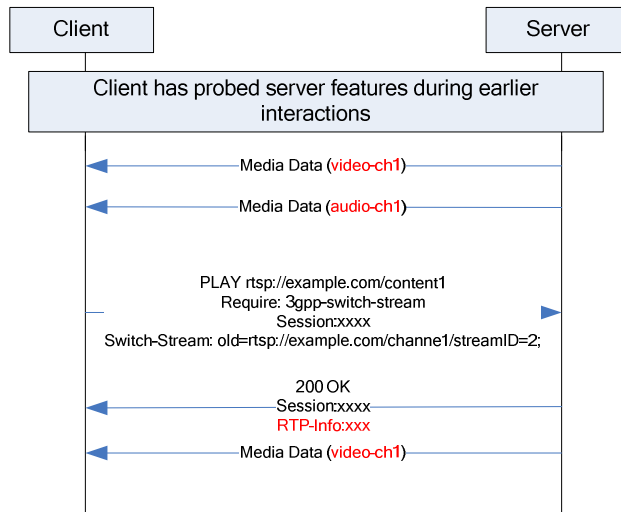 Client
Server
Client has probed server features during earlier
interactions
Media Data (video-ch1)
Media Data (audio-ch1)
PLAY rtsp://example.com/content1
Require: 3gpp-switch-stream
Session:xxxx
Switch-Stream: old=rtsp://example.com/channe1/streamID=2;
200 OK
Session:xxxx
RTP-Info:xxx
Media Data (video-ch1)